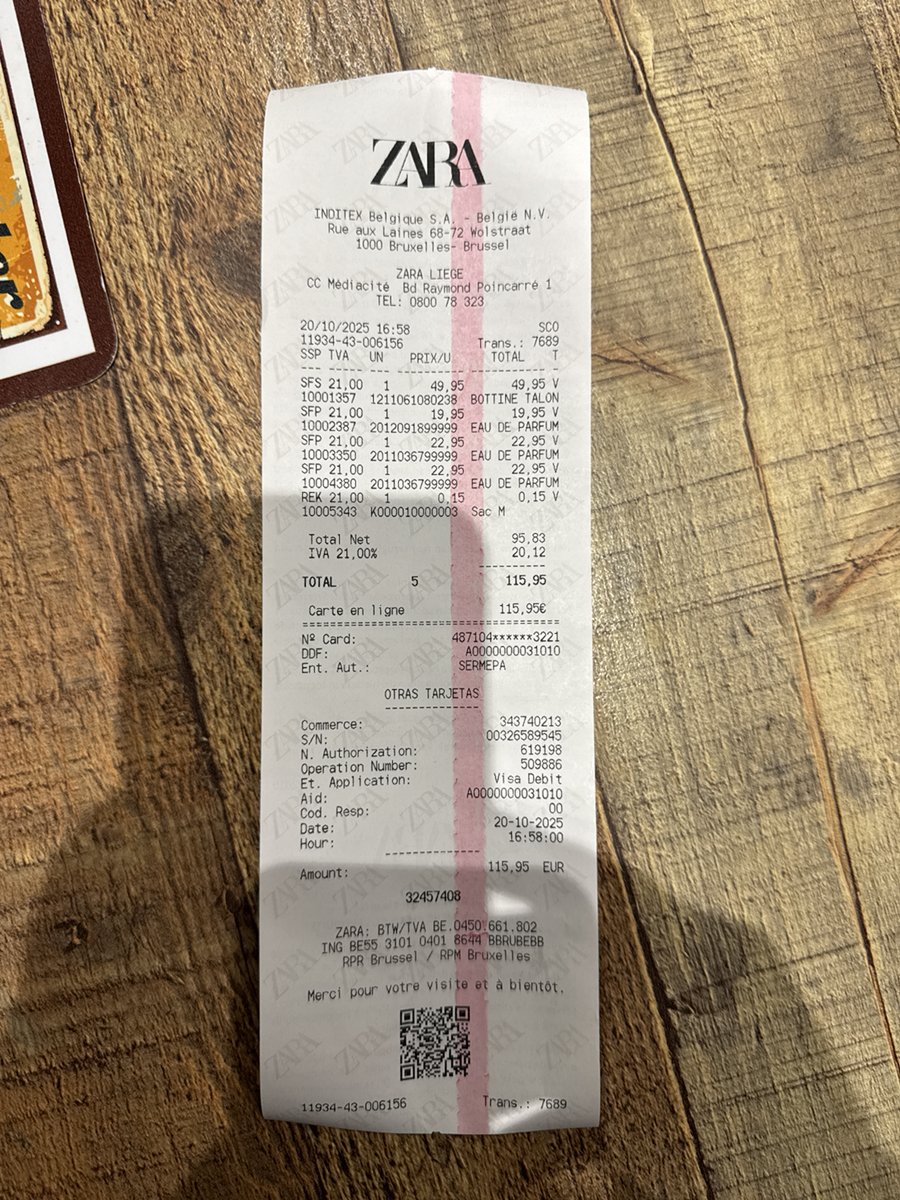 ZARA
INDITEX Belgique S.A. - België N.V.
Rue aux Laines 68-72 Wolstraat
1000 Bruxelles- Brussel
ZARA LIEGE
CC Médiacité Bd Raymond Poincarré 1
TEL: 0800 78 323
20/10/2025 16:58 SCO
11934-43-006156 Trans.: 7689
SSP TVA UN PRIX/U TOTAL T
SFS 21,00 1 49,95 49,95 V
10001357 1211061080238 BOTTINE TALON
SFP 21,00 1 19,95 19,95 V
10002387 2012091899999 EAU DE PARFUM
SFP 21,00 1 22,95 22,95 V
10003350 2011036799999 EAU DE PARFUM
SFP 21,00 1 22,95 22,95 V
10004380 2011036799999 EAU DE PARFUM
REK 21,00 1 0,15 0,15 V
10005343 K000010000003 Sac M
Total Net 95,83
IVA 21,00% 20,12
TOTAL 5 115,95
Carte en ligne 115,95€
Nº Card: 487104******3221
DDF: A0000000031010
Ent. Aut.: SERMEPA
OTRAS TARJETAS
Commerce: 343740213
S/N: 00326589545
N. Authorization: 619198
Operation Number: 509886
Et. Application: Visa Debit
Aid: A0000000031010
Cod. Resp: 00
Date: 20-10-2025
Hour: 16:58:00
Amount: 115,95 EUR
32457408
ZARA: BTW/TVA BE.0450.661.802
ING BE55 3101 0401 8644 BBRUBEBB
RPR Brussel / RPM Bruxelles
Merci pour votre visite et à bientôt.
11934-43-006156 Trans.: 7689